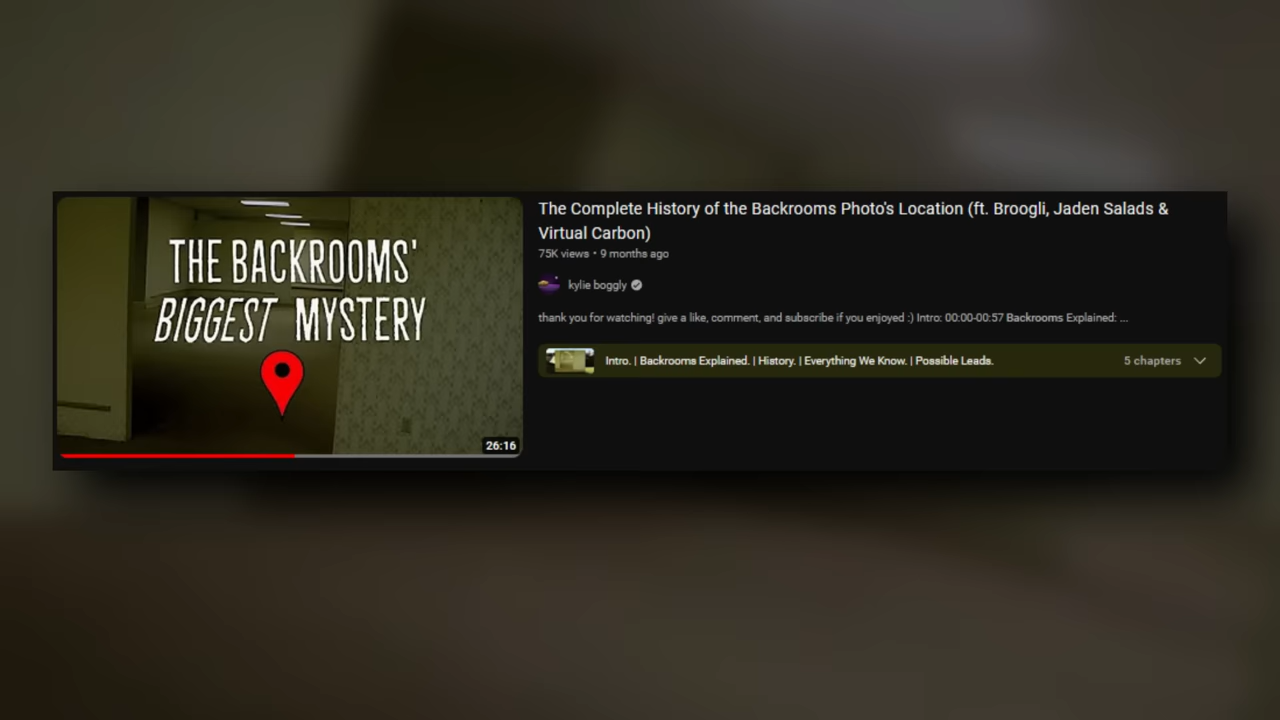 THE BACKROOMS'
BIGGEST MYSTERY
26:16
The Complete History of the Backrooms Photo's Location (ft. Broogli, Jaden Salads &
Virtual Carbon)
75K views • 9 months ago
kylie boggly
thank you for watching! give a like, comment, and subscribe if you enjoyed :) Intro: 00:00-00:57 Backrooms Explained: ...
Intro. | Backrooms Explained. | History. | Everything We Know. | Possible Leads.
5 chapters